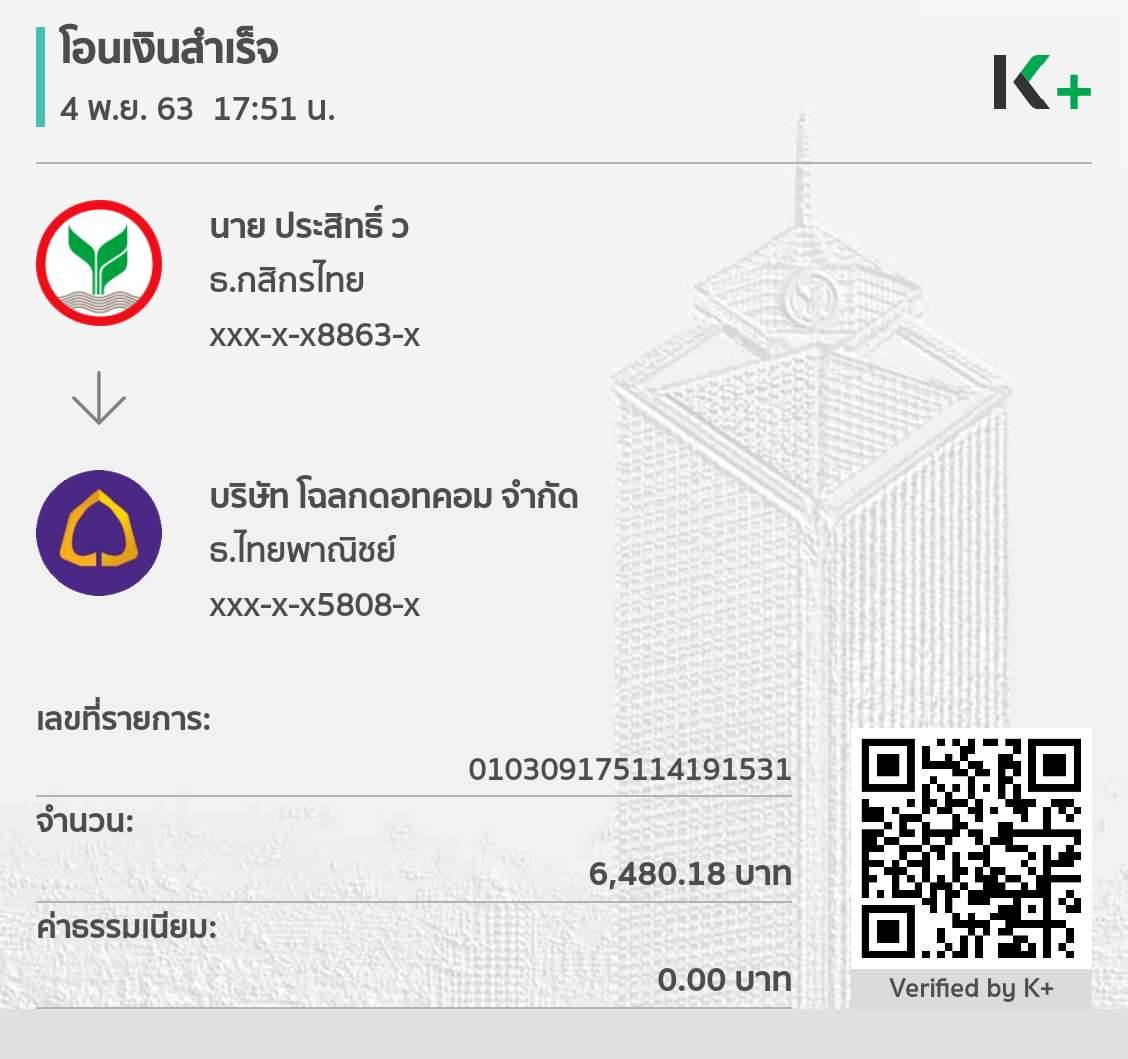 โอนเงินสำเร็จ
4 พ.ย. 63 17:51 น.
K+
นาย ประสิทธิ์ ว
ธ.กสิกรไทย
xxx-x-x8863-x
บริษัท โฉลกดอทคอม จำกัด
ธ.ไทยพาณิชย์
xxx-x-x5808-x
เลขที่รายการ:
010309175114191531
จำนวน:
6,480.18 บาท
ค่าธรรมเนียม:
0.00 บาท
Verified by K+